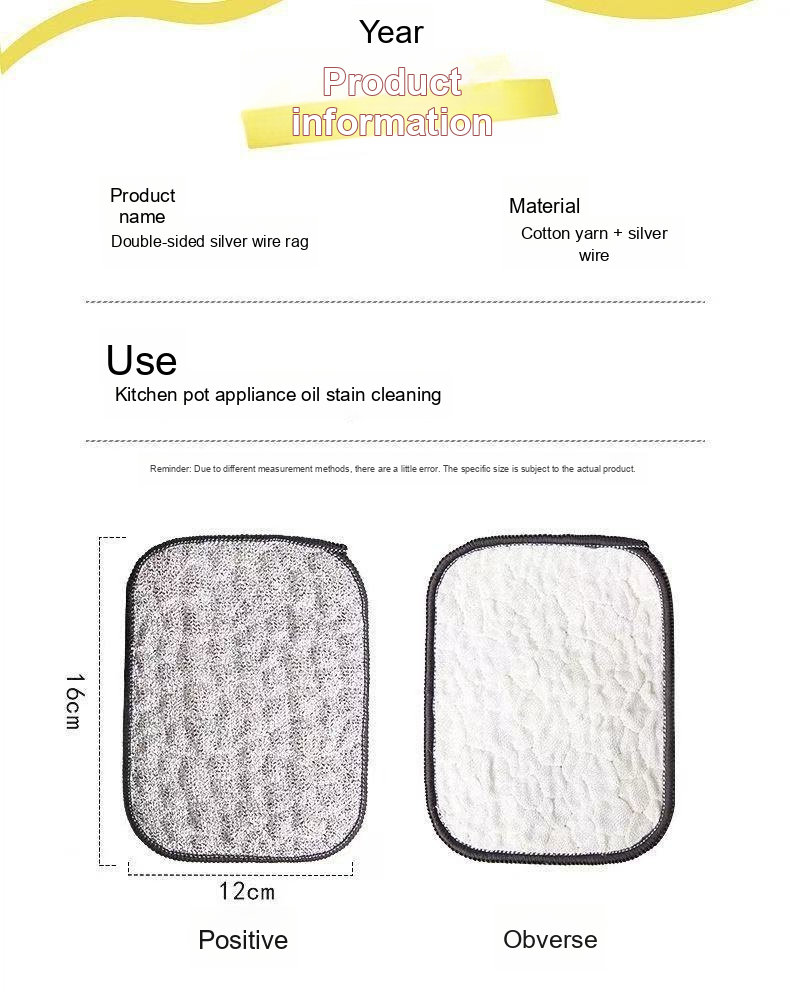 Year
Product
information
Product
name
Double-sided silver wire rag
Material
Cotton yarn + silver
wire
Use
Kitchen pot appliance oil stain cleaning
Reminder: Due to different measurement methods, there are a little error. The specific size is subject to the actual product.
16cm
12cm
Positive
Obverse